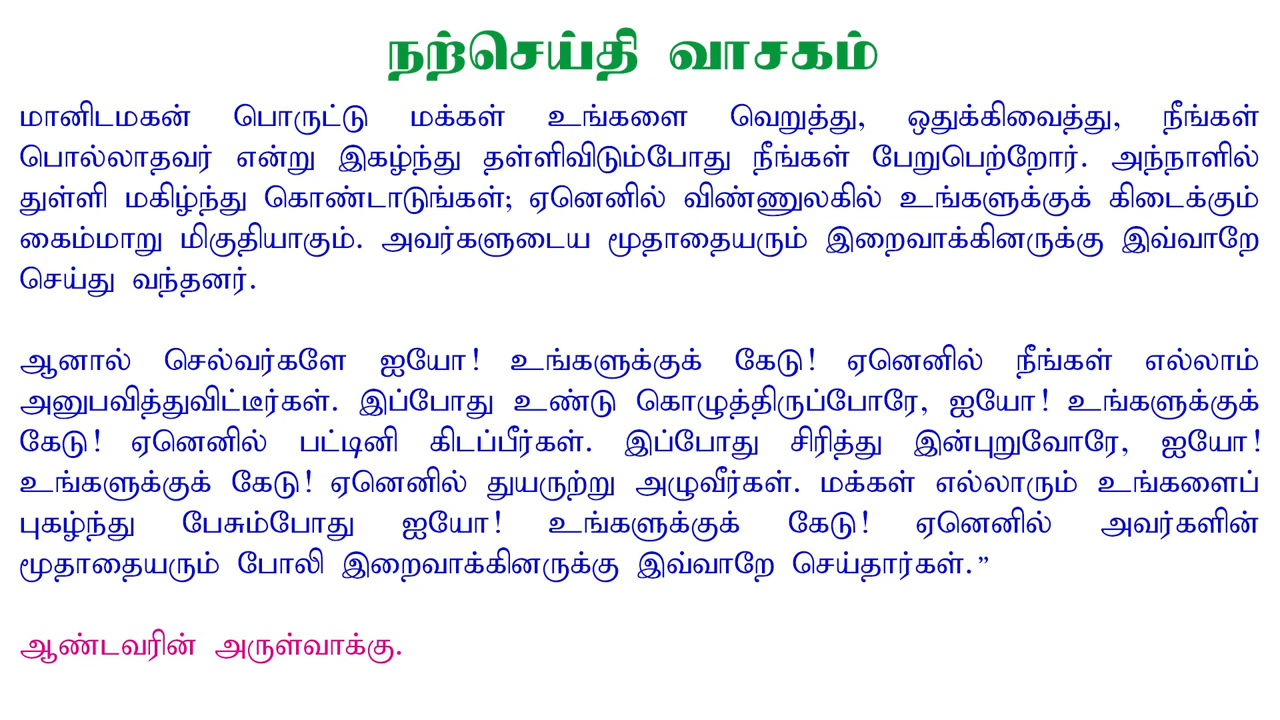 நற்செய்தி வாசகம்
மானிடமகன் பொருட்டு மக்கள் உங்களை வெறுத்து, ஒதுக்கிவைத்து, நீங்கள்
பொல்லாதவர் என்று இகழ்ந்து தள்ளிவிடும்போது நீங்கள் பேறுபெற்றோர். அந்நாளில்
துள்ளி மகிழ்ந்து கொண்டாடுங்கள்; ஏனெனில் விண்ணுலகில் உங்களுக்குக் கிடைக்கும்
கைம்மாறு மிகுதியாகும். அவர்களுடைய மூதாதையரும் இறைவாக்கினருக்கு இவ்வாறே
செய்து வந்தனர்.
ஆனால் செல்வர்களே ஐயோ! உங்களுக்குக் கேடு! ஏனெனில் நீங்கள் எல்லாம்
அனுபவித்துவிட்டீர்கள். இப்போது உண்டு கொழுத்திருப்போரே, ஐயோ! உங்களுக்குக்
கேடு! ஏனெனில் பட்டினி கிடப்பீர்கள். இப்போது சிரித்து இன்புறுவோரே, ஐயோ!
உங்களுக்குக் கேடு! ஏனெனில் துயருற்று அழுவீர்கள். மக்கள் எல்லாரும் உங்களைப்
புகழ்ந்து பேசும்போது ஐயோ! உங்களுக்குக் கேடு! ஏனெனில் அவர்களின்
மூதாதையரும் போலி இறைவாக்கினருக்கு இவ்வாறே செய்தார்கள்.”
ஆண்டவரின் அருள்வாக்கு.